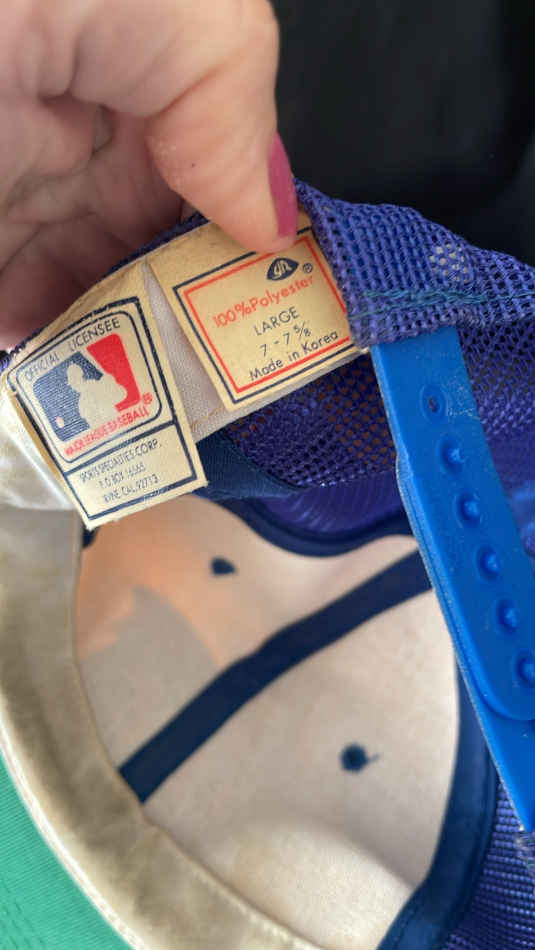 OFFICIAL LICENSEE
®
MAJOR LEAGUE BASEBALL
SPORTS SPECIALTIES CORP.
P.O BOX 16568
IRVINE CAL, 92713
®
100% Polyester
LARGE
7 - 7 5/8
Made in Korea